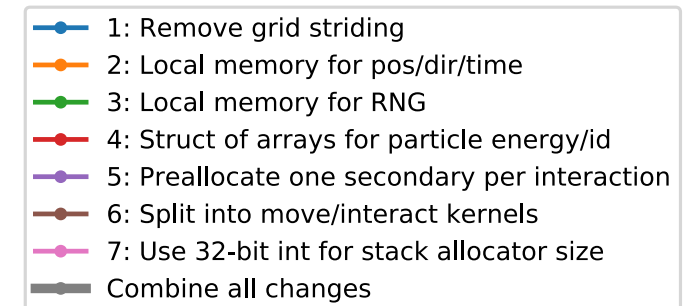 1: Remove grid striding
2: Local memory for pos/dir/time
3: Local memory for RNG
4: Struct of arrays for particle energy/id
5: Preallocate one secondary per interaction
6: Split into move/interact kernels
7: Use 32-bit int for stack allocator size
Combine all changes